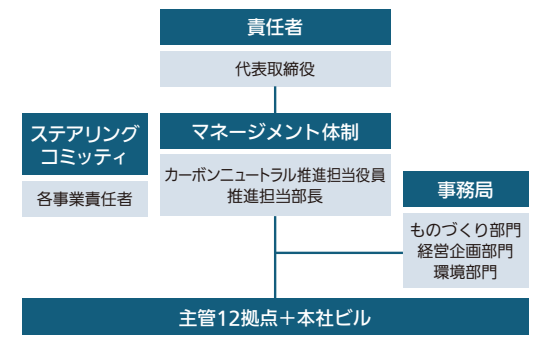 責任者
代表取締役
ステアリング
コミッティ
各事業責任者
マネージメント体制
カーボンニュートラル推進担当役員
推進担当部長
事務局
ものづくり部門
経営企画部門
環境部門
主管12拠点＋本社ビル